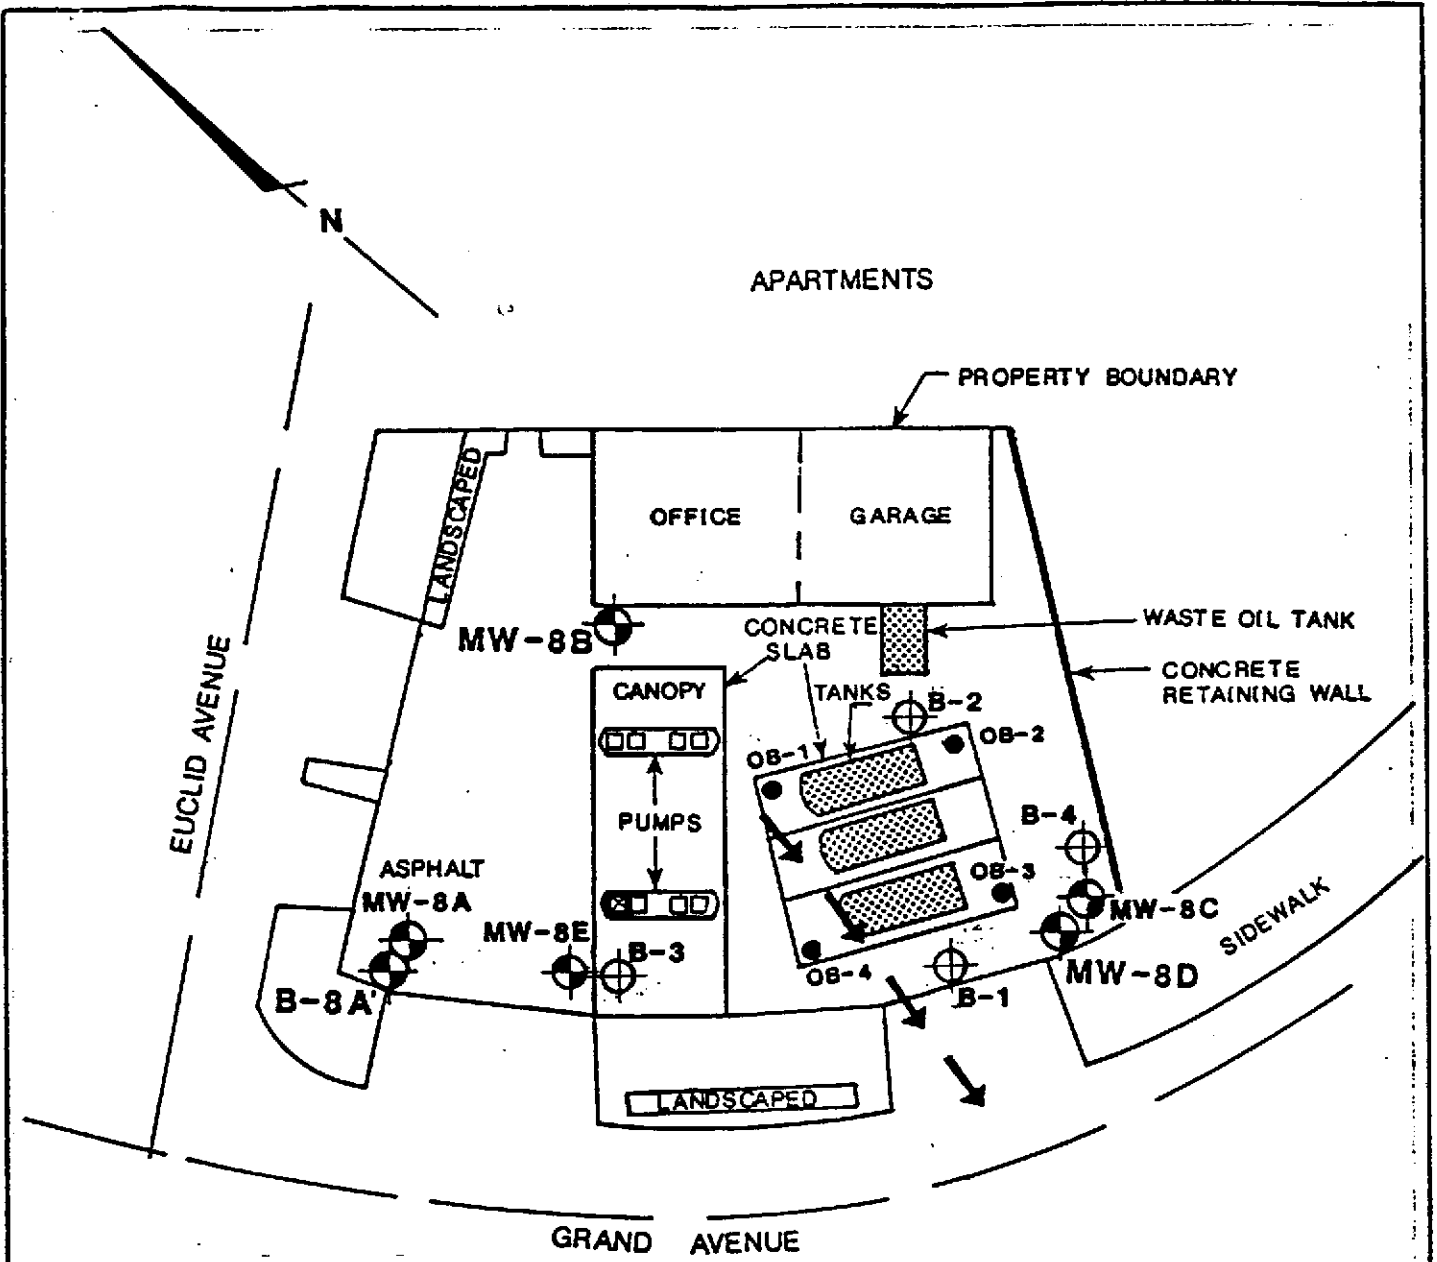 N
APARTMENTS
PROPERTY BOUNDARY
LANDSCAPED
OFFICE
GARAGE
MW-8B
CONCRETE
SLAB
WASTE OIL TANK
CONCRETE
RETAINING WALL
CANOPY
TANKS
B-2
OB-1
OB-2
EUCLID AVENUE
PUMPS
B-4
ASPHALT
MW-8A
OB-3
MW-8C
SIDEWALK
MW-8E
B-3
OB-4
MW-8D
B-8A'
B-1
LANDSCAPED
GRAND AVENUE